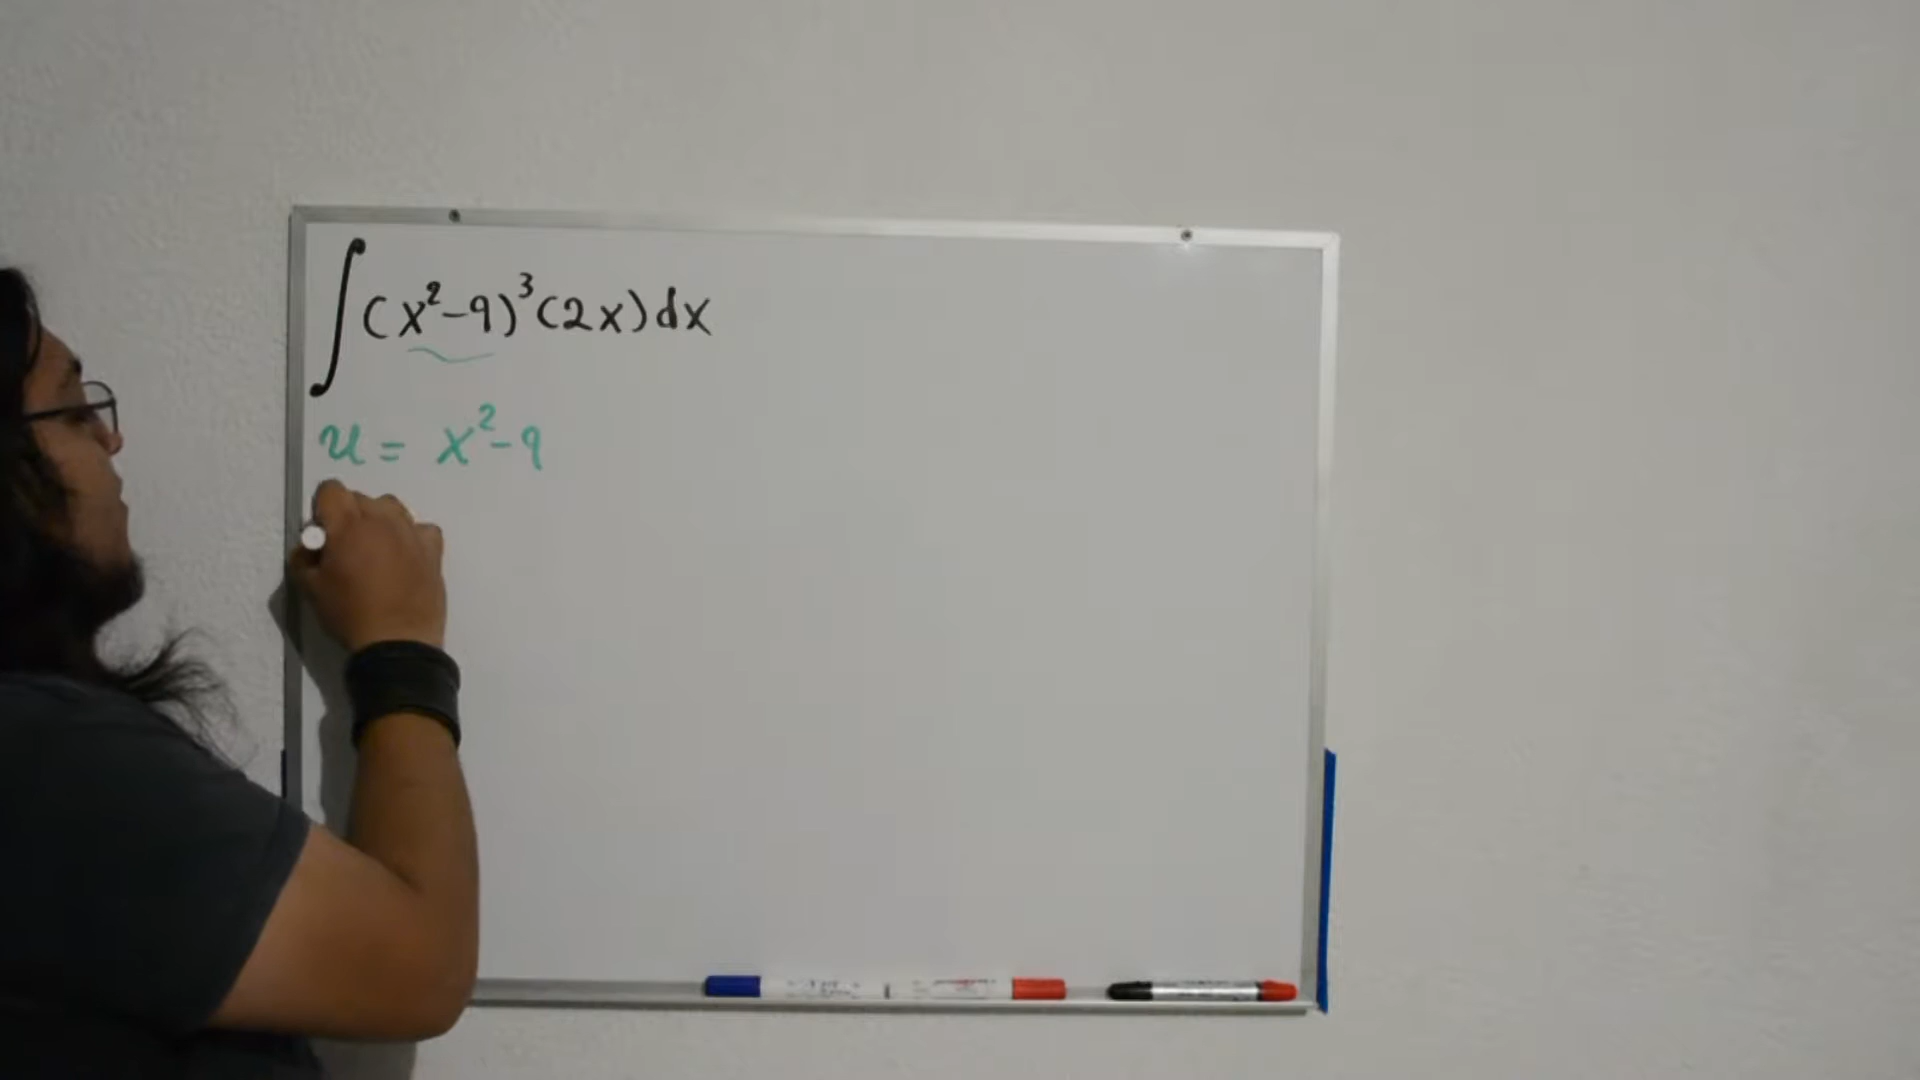 ∫(x²-9)³(2x)dx
u = x²-9